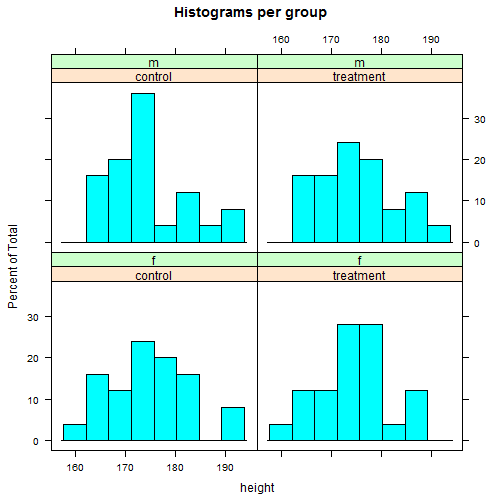 Histograms per group
160 170 180 190
m m
control treatment
30
20
10
0
f f
control treatment
30
20
10
0
160 170 180 190
Percent of Total
height